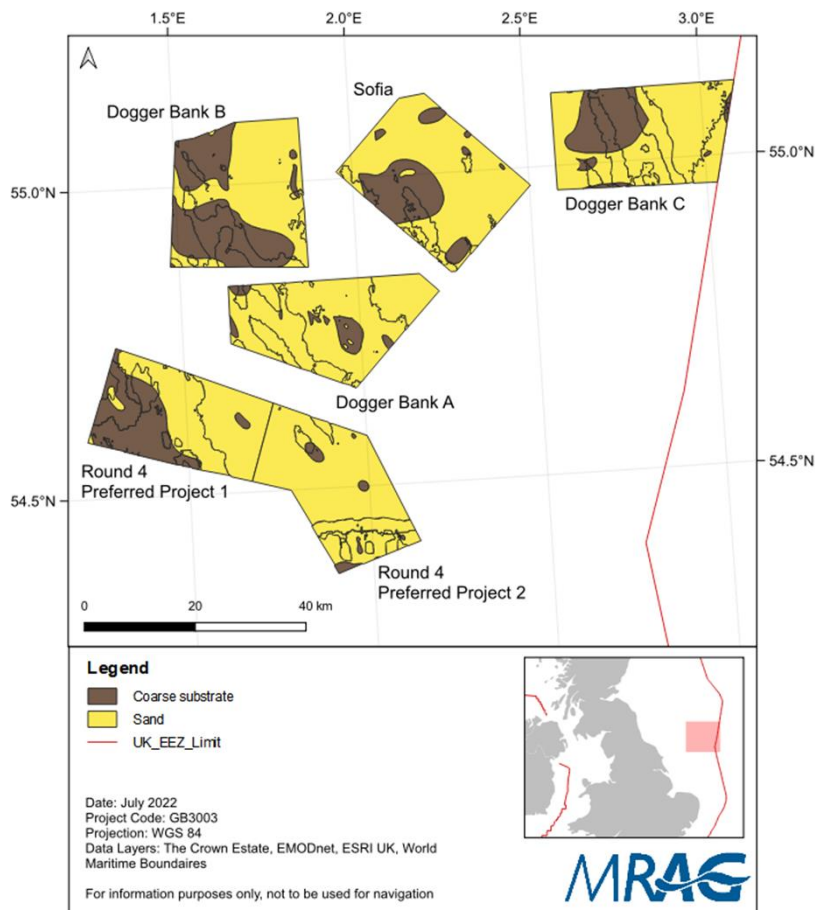 1.5°E 2.0°E 2.5°E 3.0°E
Dogger Bank B
Sofia
Dogger Bank C
55.0°N
55.0°N
Dogger Bank A
Round 4
Preferred Project 1
54.5°N
54.5°N
Round 4
Preferred Project 2
0 20 40 km
Legend
Coarse substrate
Sand
UK_EEZ_Limit
Date: July 2022
Project Code: GB3003
Projection: WGS 84
Data Layers: The Crown Estate, EMODnet, ESRI UK, World
Maritime Boundaires
For information purposes only, not to be used for navigation
MRAG